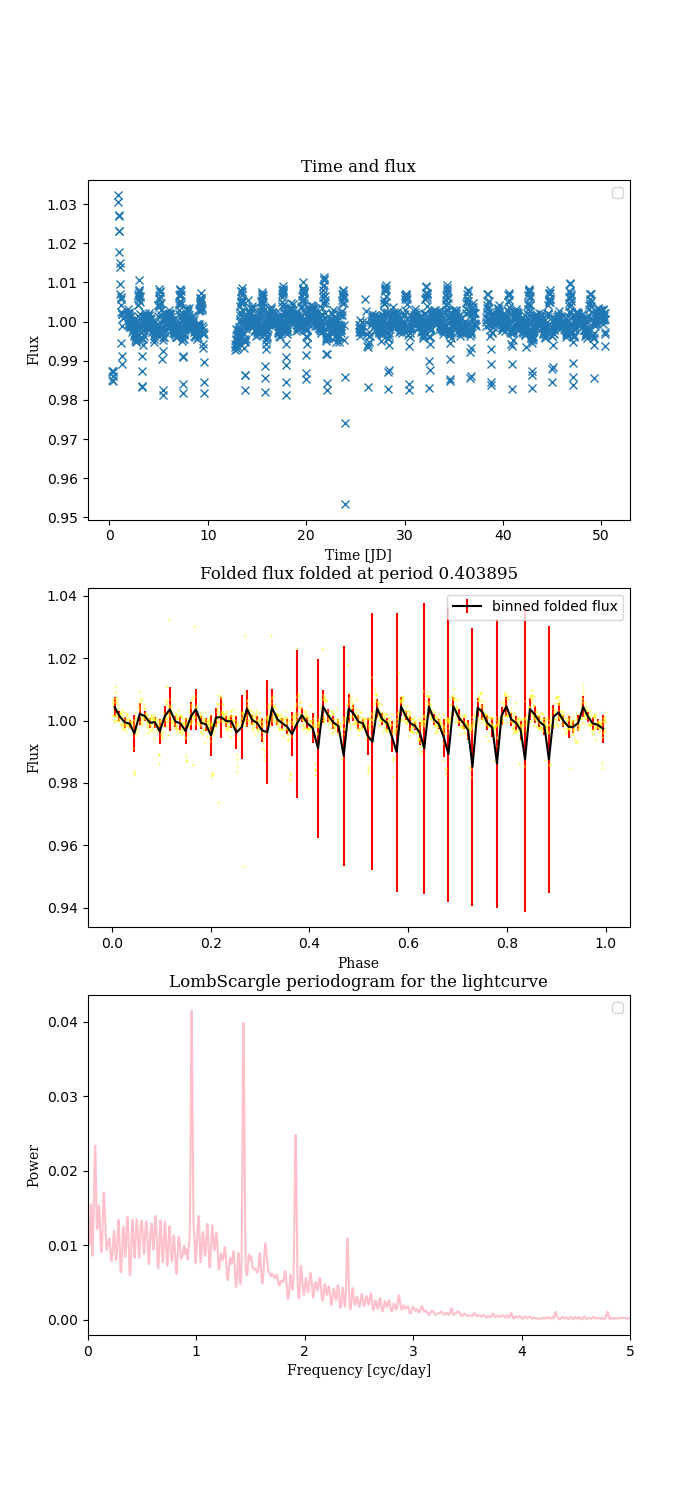 Time and flux
1.03
1.02
1.01
1.00
0.99
0.98
0.97
0.96
0.95
Flux
0 10 20 30 40 50
Time [JD]
Folded flux folded at period 0.403895
binned folded flux
1.04
1.02
1.00
0.98
0.96
0.94
Flux
0.0 0.2 0.4 0.6 0.8 1.0
Phase
LombScargle periodogram for the lightcurve
0.04
0.03
0.02
0.01
0.00
Power
0 1 2 3 4 5
Frequency [cyc/day]